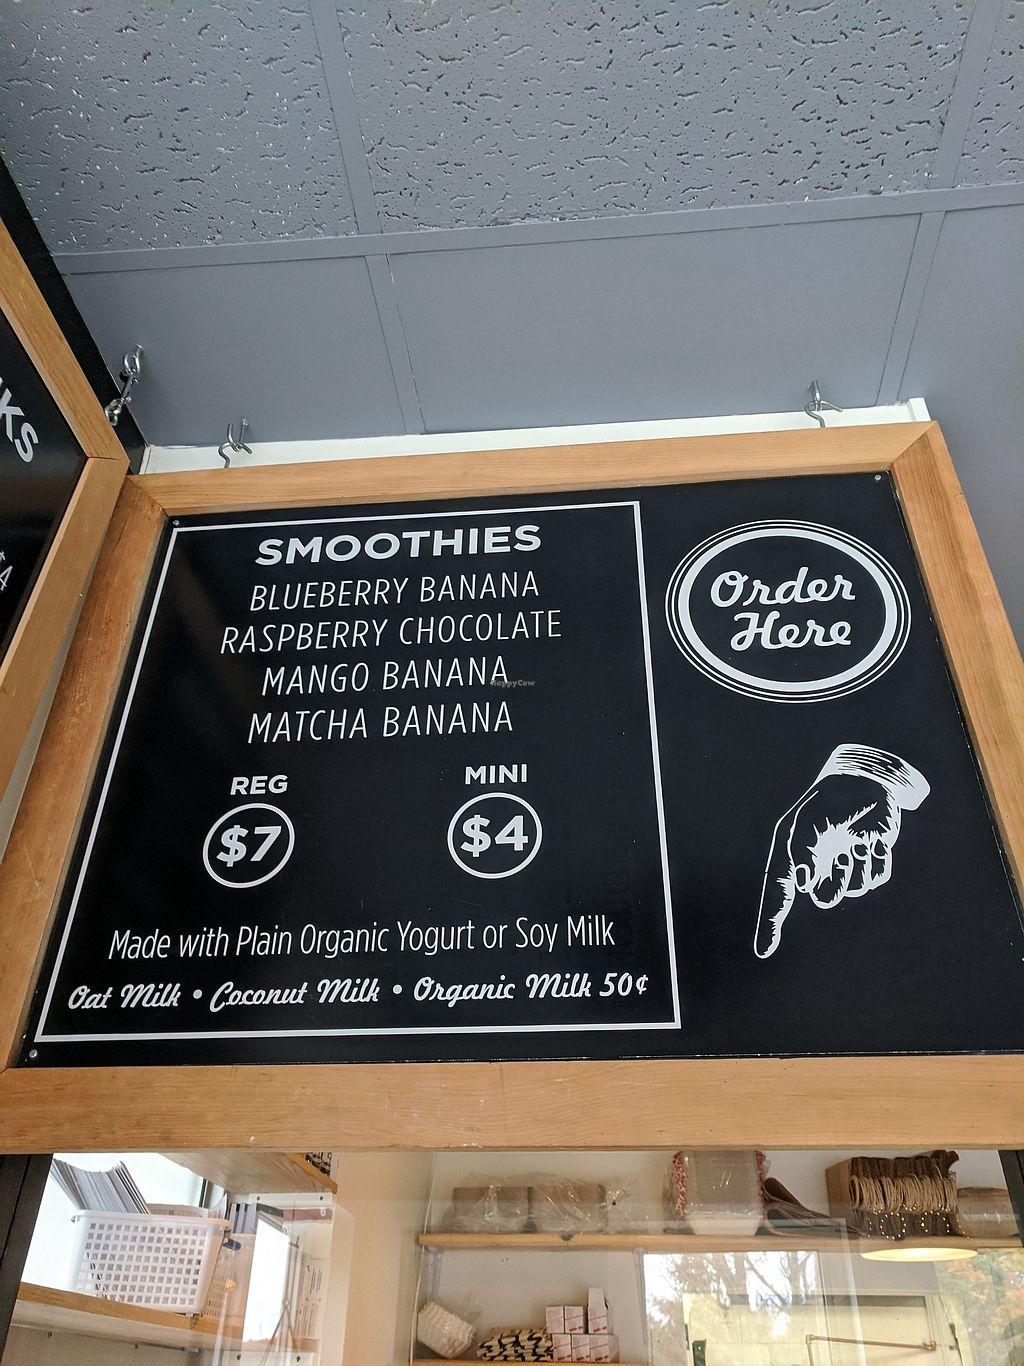 SMOOTHIES
BLUEBERRY BANANA
RASPBERRY CHOCOLATE
MANGO BANANA
HappyCow
MATCHA BANANA
REG
MINI
$7
$4
Made with Plain Organic Yogurt or Soy Milk
Oat Milk • Coconut Milk • Organic Milk 50¢
Order
Here